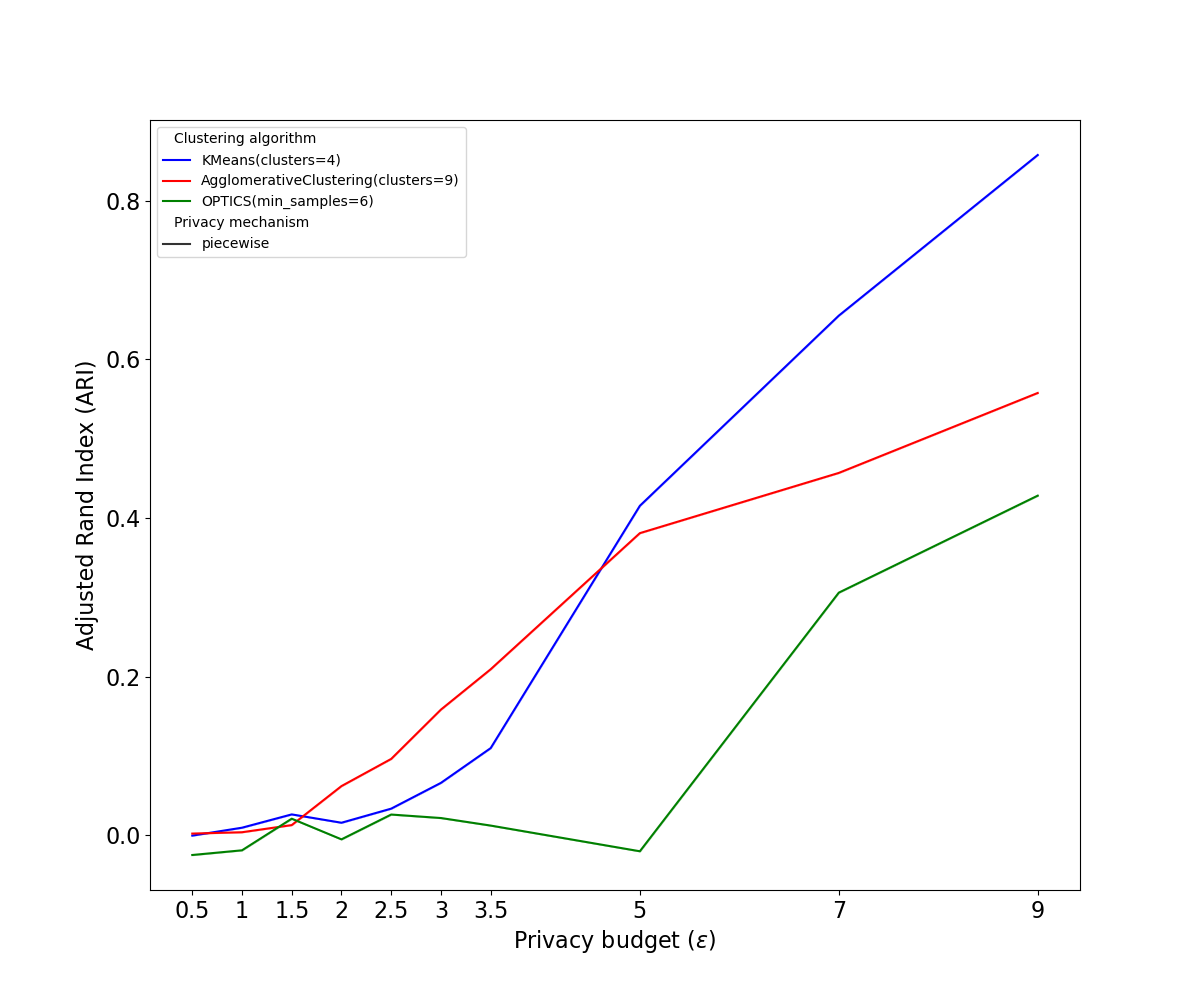 Clustering algorithm
KMeans(clusters=4)
AgglomerativeClustering(clusters=9)
OPTICS(min_samples=6)
Privacy mechanism
piecewise
Adjusted Rand Index (ARI)
0.8
0.6
0.4
0.2
0.0
0.5 1 1.5 2 2.5 3 3.5 5 7 9
Privacy budget (ε)